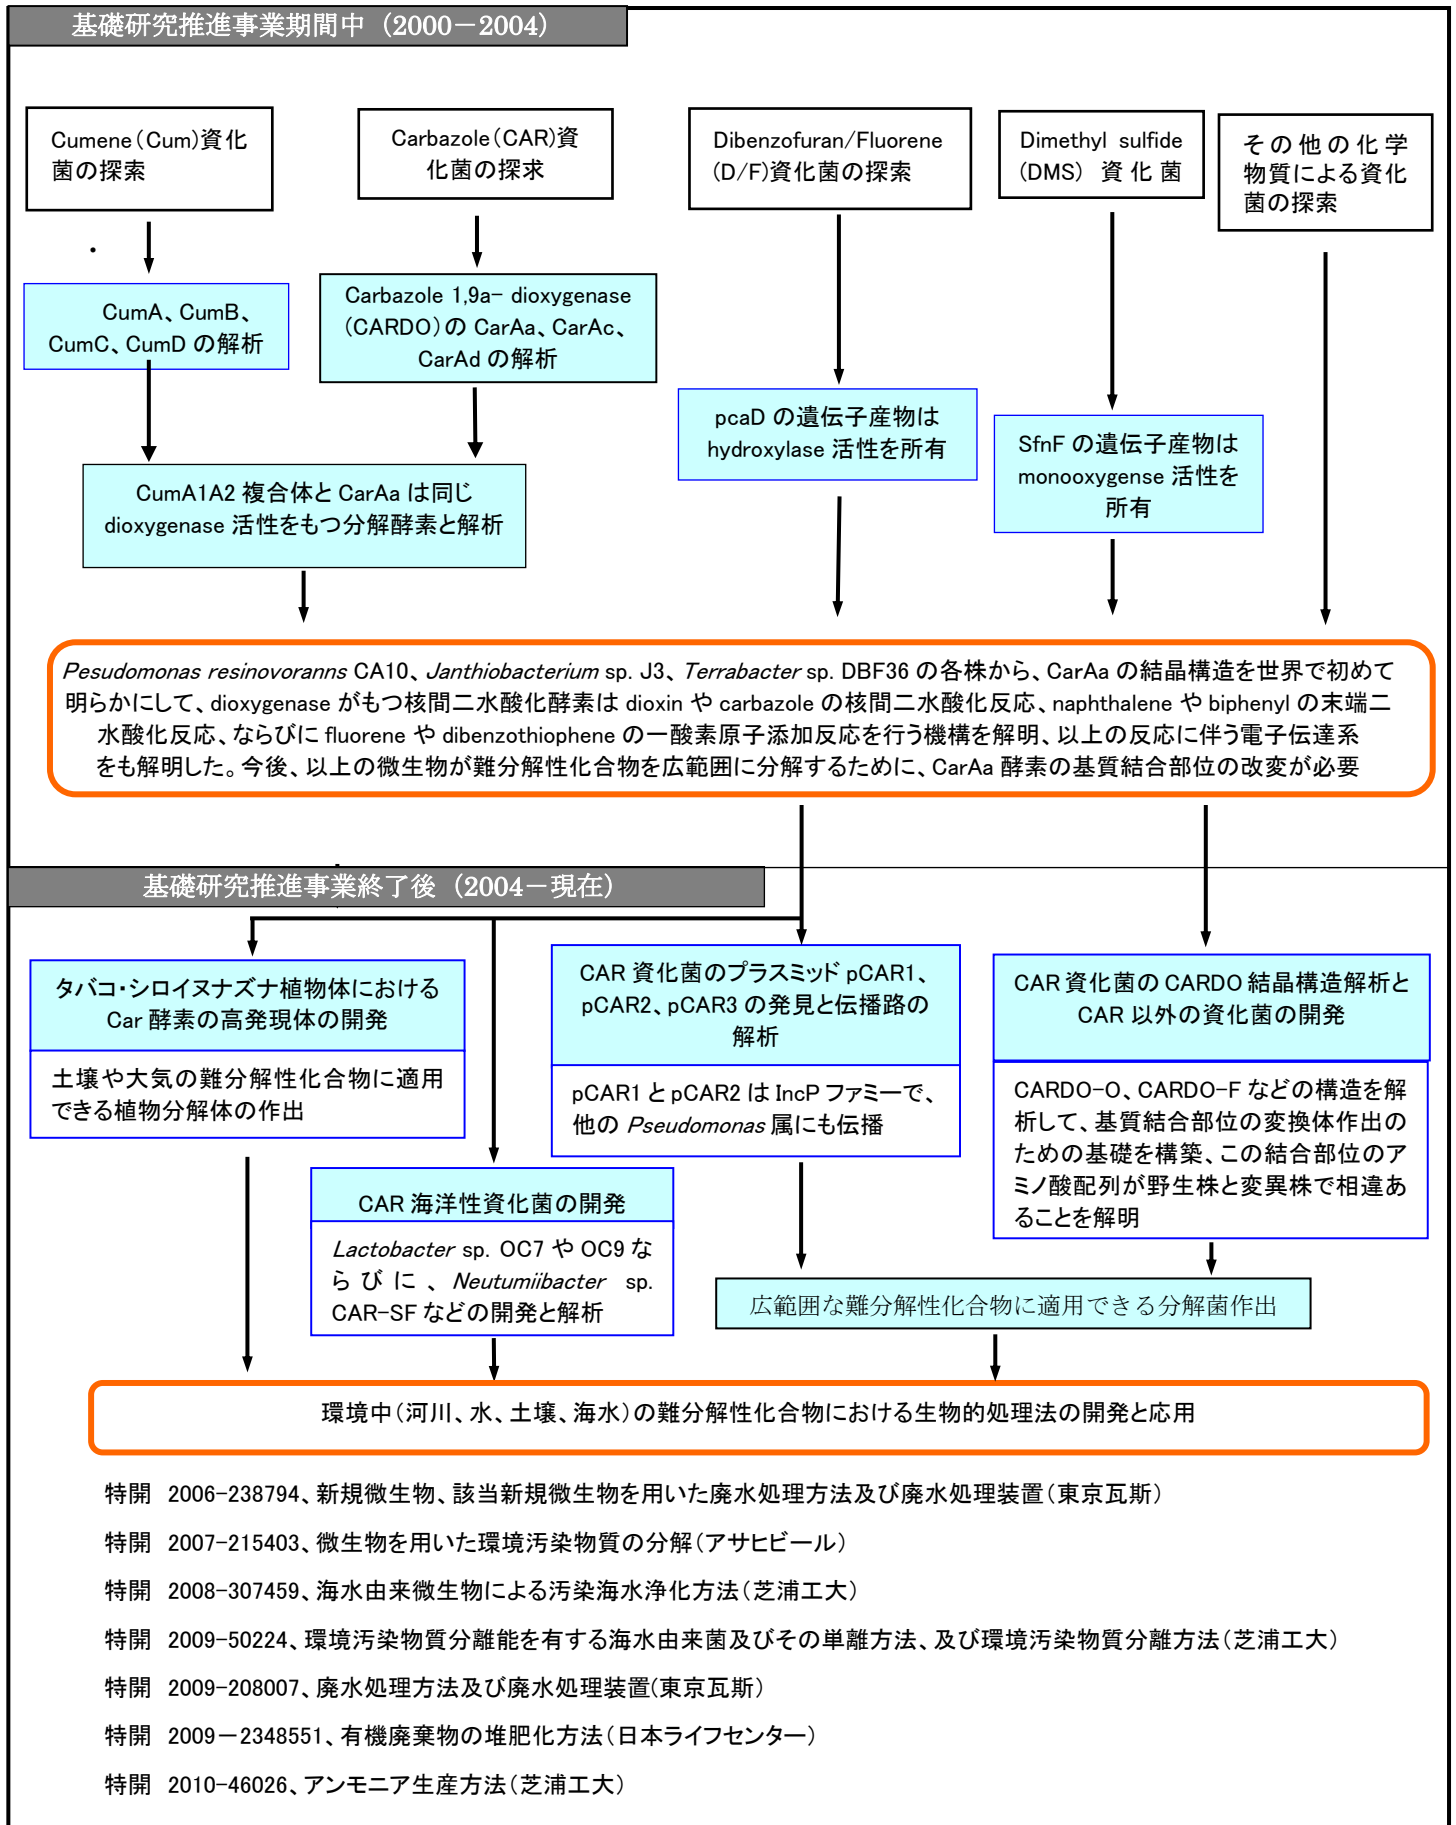 基礎研究推進事業期間中（2000－2004）
Cumene（Cum）資化
菌の探索
Carbazole（CAR）資
化菌の探求
Dibenzofuran/Fluorene
(D/F)資化菌の探索
Dimethyl sulfide
(DMS) 資 化 菌
そ の 他 の 化 学
物質による資化
菌の探索
CumA、CumB、
CumC、CumD の解析
Carbazole 1,9a- dioxygenase
（CARDO）の CarAa、CarAc、
CarAd の解析
pcaD の遺伝子産物は
hydroxylase 活性を所有
SfnF の遺伝子産物は
monooxygense 活性を
所有
CumA1A2 複合体と CarAa は同じ
dioxygenase 活性をもつ分解酵素と解析
Pesudomonas resinovoranns CA10、Janthiobacterium sp. J3、Terrabacter sp. DBF36 の各株から、CarAa の結晶構造を世界で初めて
明らかにして、dioxygenase がもつ核間二水酸化酵素は dioxin や carbazole の核間二水酸化反応、naphthalene や biphenyl の末端二
水酸化反応、ならびに fluorene や dibenzothiophene の一酸素原子添加反応を行う機構を解明、以上の反応に伴う電子伝達系
をも解明した。今後、以上の微生物が難分解性化合物を広範囲に分解するために、CarAa 酵素の基質結合部位の改変が必要
基礎研究推進事業終了後（2004－現在）
タバコ・シロイヌナズナ植物体における
Car 酵素の高発現体の開発
土壌や大気の難分解性化合物に適用
できる植物分解体の作出
CAR 資化菌のプラスミッド pCAR1、
pCAR2、pCAR3 の発見と伝播路の
解析
pCAR1 と pCAR2 は IncP ファミーで、
他の Pseudomonas 属にも伝播
CAR 資化菌の CARDO 結晶構造解析と
CAR 以外の資化菌の開発
CARDO-O、CARDO-F などの構造を解
析して、基質結合部位の変換体作出の
ための基礎を構築、この結合部位のア
ミノ酸配列が野生株と変異株で相違あ
ることを解明
CAR 海洋性資化菌の開発
Lactobacter sp. OC7 や OC9 な
ら び に 、 Neutumiibacter sp.
CAR-SF などの開発と解析
広範囲な難分解性化合物に適用できる分解菌作出
環境中（河川、水、土壌、海水）の難分解性化合物における生物的処理法の開発と応用
特開 2006-238794、新規微生物、該当新規微生物を用いた廃水処理方法及び廃水処理装置（東京瓦斯）
特開 2007-215403、微生物を用いた環境汚染物質の分解（アサヒビール）
特開 2008-307459、海水由来微生物による汚染海水浄化方法（芝浦工大）
特開 2009-50224、環境汚染物質分離能を有する海水由来菌及びその単離方法、及び環境汚染物質分離方法（芝浦工大）
特開 2009-208007、廃水処理方法及び廃水処理装置(東京瓦斯）
特開 2009－2348551、有機廃棄物の堆肥化方法（日本ライフセンター）
特開 2010-46026、アンモニア生産方法（芝浦工大）